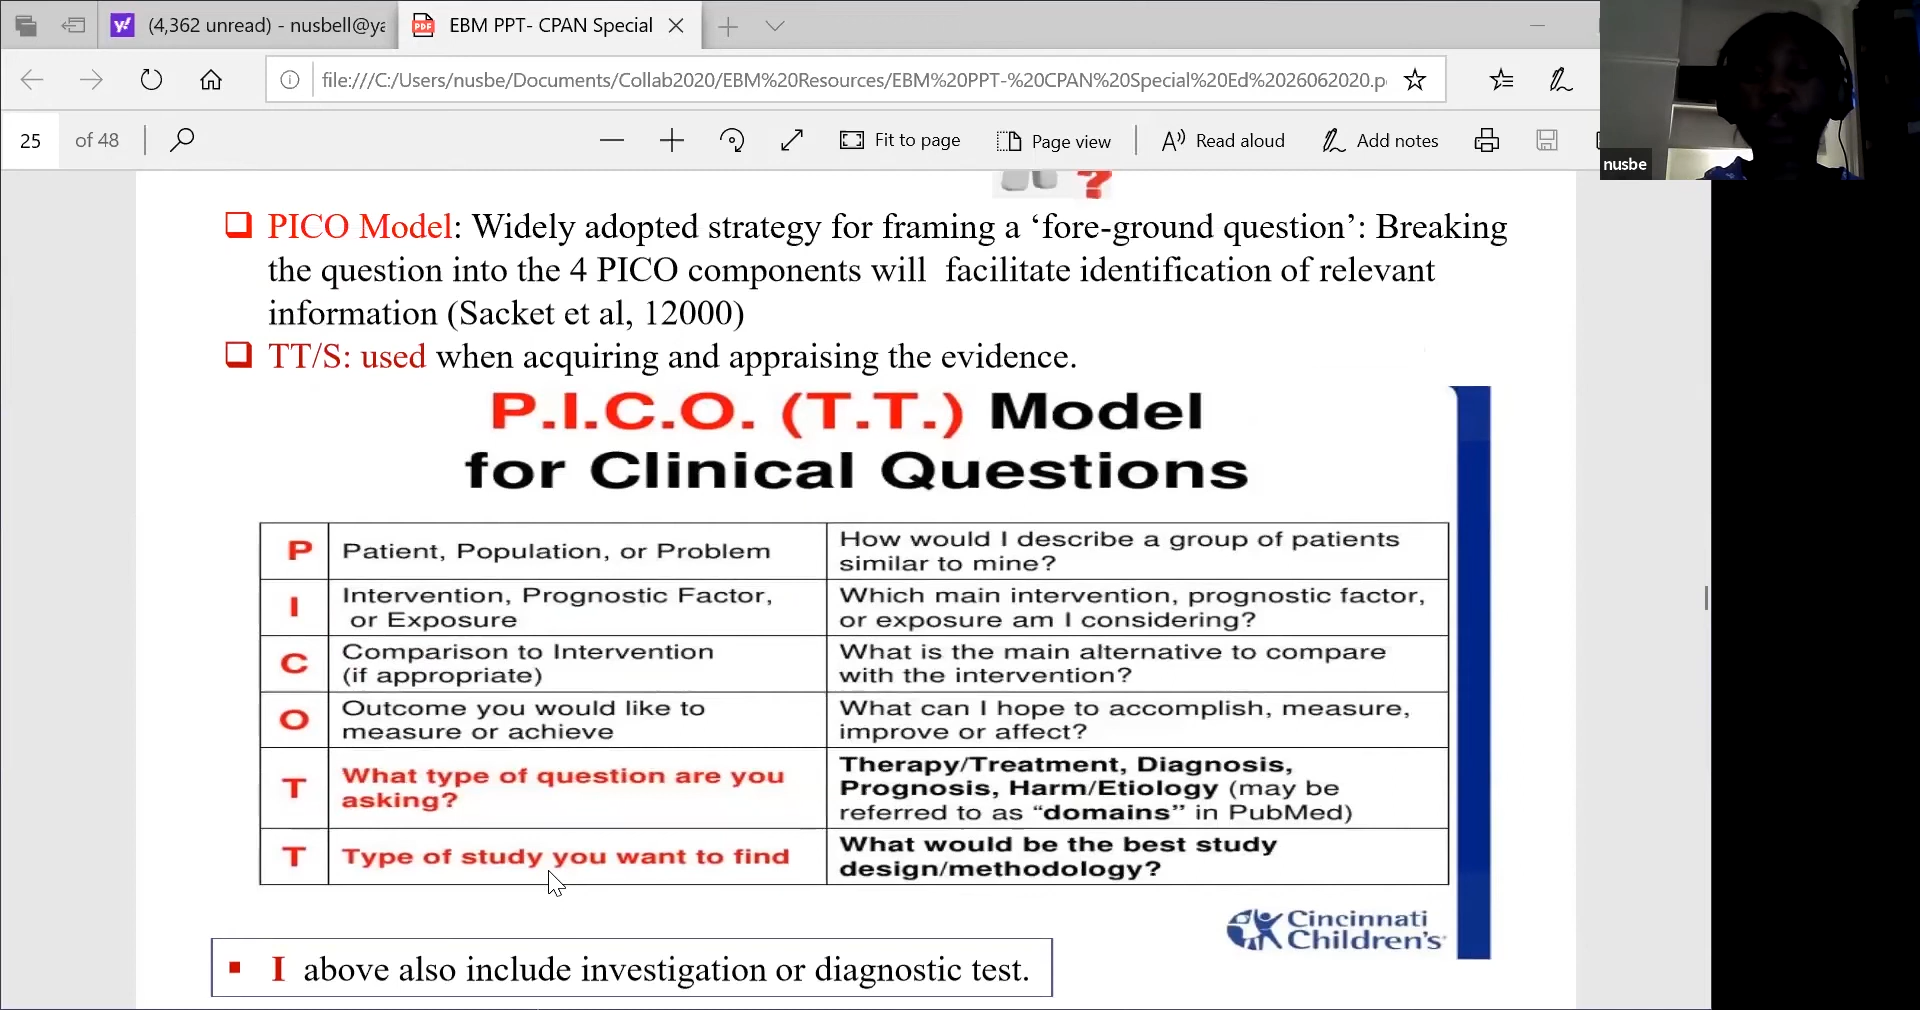 (4,362 unread) - nusbell@ya
EBM PPT- CPAN Special
file:///C:/Users/nusbe/Documents/Collab2020/EBM%20Resources/EBM%20PPT-%20CPAN%20Special%20Ed%2026062020.p
25 of 48
Fit to page
Page view
Read aloud
Add notes
nusbe
?
❑ PICO Model: Widely adopted strategy for framing a ‘fore-ground question’: Breaking
the question into the 4 PICO components will facilitate identification of relevant
information (Sacket et al, 12000)
❑ TT/S: used when acquiring and appraising the evidence.
P.I.C.O. (T.T.) Model
for Clinical Questions
P
Patient, Population, or Problem
How would I describe a group of patients
similar to mine?
I
Intervention, Prognostic Factor,
or Exposure
Which main intervention, prognostic factor,
or exposure am I considering?
C
Comparison to Intervention
(if appropriate)
What is the main alternative to compare
with the intervention?
O
Outcome you would like to
measure or achieve
What can I hope to accomplish, measure,
improve or affect?
T
What type of question are you
asking?
Therapy/Treatment, Diagnosis,
Prognosis, Harm/Etiology (may be
referred to as “domains” in PubMed)
T
Type of study you want to find
What would be the best study
design/methodology?
Cincinnati
Children's
▪ I above also include investigation or diagnostic test.